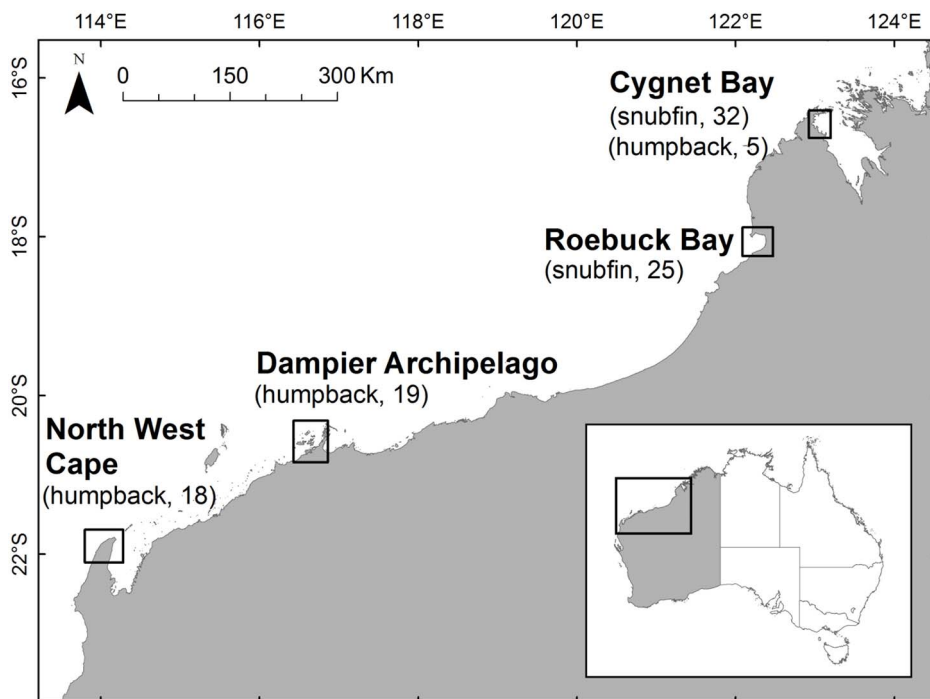 114°E 116°E 118°E 120°E 122°E 124°E
16°S
18°S
20°S
22°S
N
0 150 300 Km
Cygnet Bay
(snubfin, 32)
(humpback, 5)
Roebuck Bay
(snubfin, 25)
Dampier Archipelago
(humpback, 19)
North West
Cape
(humpback, 18)